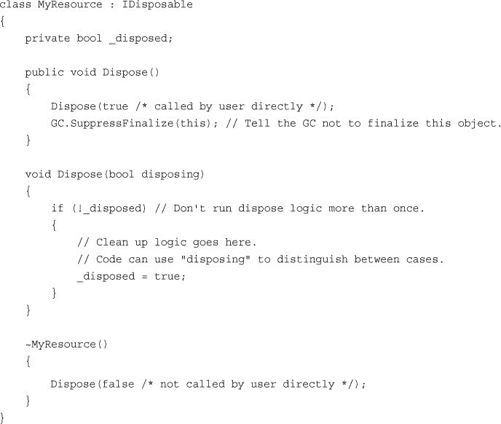 class MyResource : IDisposable
{
    private bool _disposed;

    public void Dispose()
    {
        Dispose(true /* called by user directly */);
        GC.SuppressFinalize(this); // Tell the GC not to finalize this object.
    }

    void Dispose(bool disposing)
    {
        if (!_disposed) // Don't run dispose logic more than once.
        {
            // Clean up logic goes here.
            // Code can use "disposing" to distinguish between cases.
            _disposed = true;
        }
    }

    ~MyResource()
    {
        Dispose(false /* not called by user directly */);
    }
}